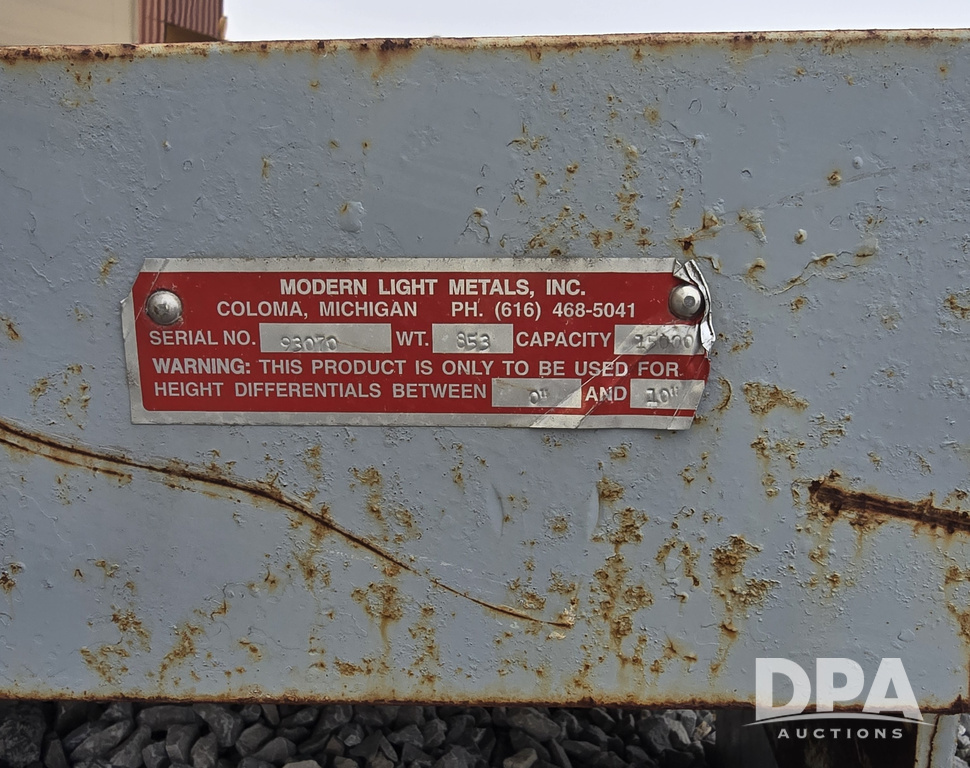 MODERN LIGHT METALS, INC.
COLOMA, MICHIGAN PH. (616) 468-5041
SERIAL NO. 93070 WT. 853 CAPACITY 15000
WARNING: THIS PRODUCT IS ONLY TO BE USED FOR
HEIGHT DIFFERENTIALS BETWEEN 0" AND 10"
DPA
AUCTIONS